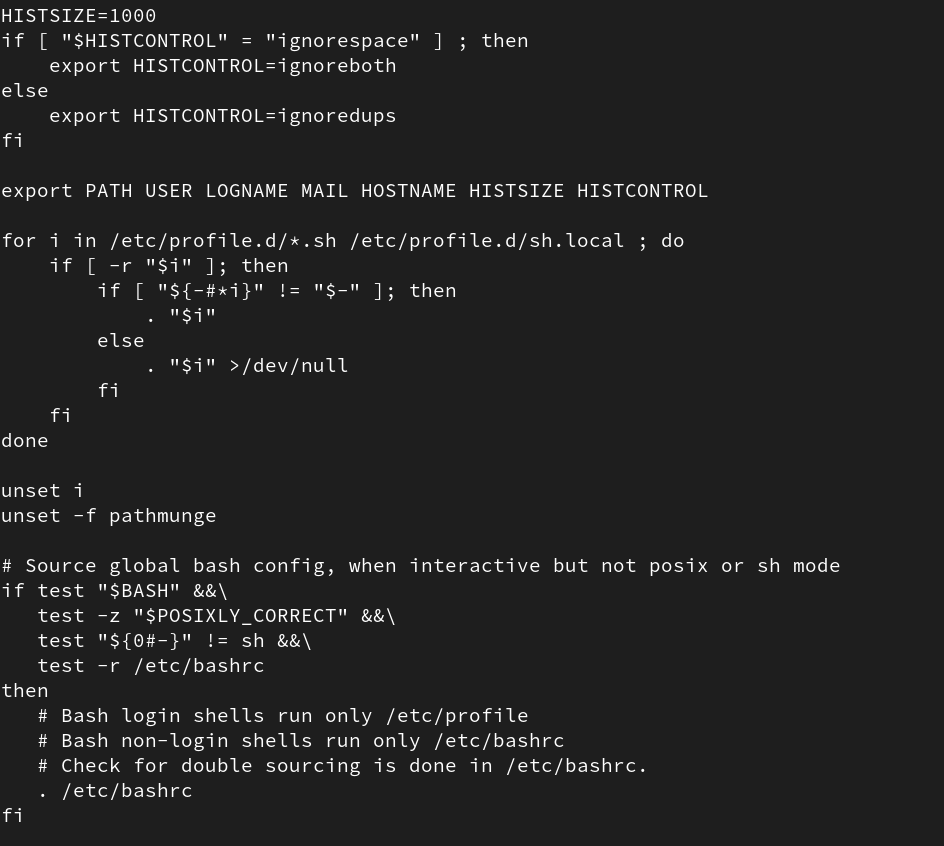 HISTSIZE=1000
if [ "$HISTCONTROL" = "ignorespace" ] ; then
    export HISTCONTROL=ignoreboth
else
    export HISTCONTROL=ignoredups
fi

export PATH USER LOGNAME MAIL HOSTNAME HISTSIZE HISTCONTROL

for i in /etc/profile.d/*.sh /etc/profile.d/sh.local ; do
    if [ -r "$i" ]; then
        if [ "${-#*i}" != "$-" ]; then
            . "$i"
        else
            . "$i" >/dev/null
        fi
    fi
done

unset i
unset -f pathmunge

# Source global bash config, when interactive but not posix or sh mode
if test "$BASH" &&\
   test -z "$POSIXLY_CORRECT" &&\
   test "${0#-}" != sh &&\
   test -r /etc/bashrc
then
   # Bash login shells run only /etc/profile
   # Bash non-login shells run only /etc/bashrc
   # Check for double sourcing is done in /etc/bashrc.
   . /etc/bashrc
fi